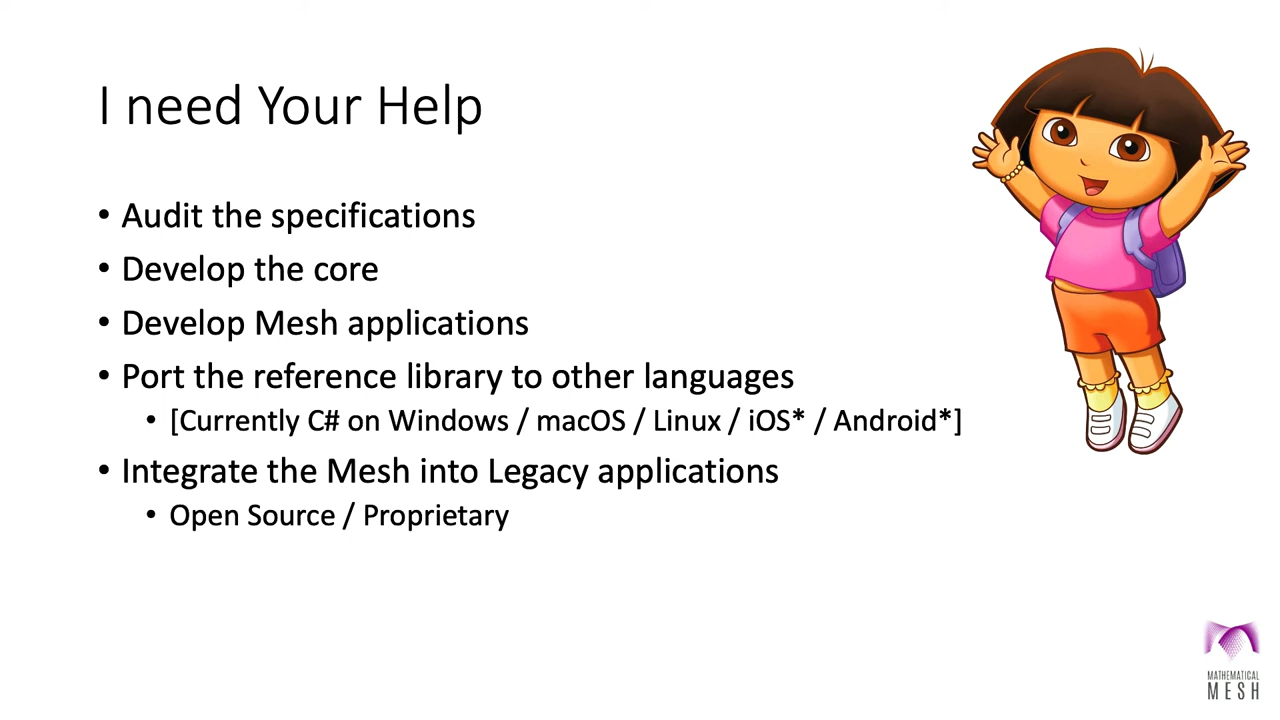 I need Your Help
• Audit the specifications
• Develop the core
• Develop Mesh applications
• Port the reference library to other languages
• [Currently C# on Windows / macOS / Linux / iOS* / Android*]
• Integrate the Mesh into Legacy applications
• Open Source / Proprietary
MATHEMATICAL
MESH